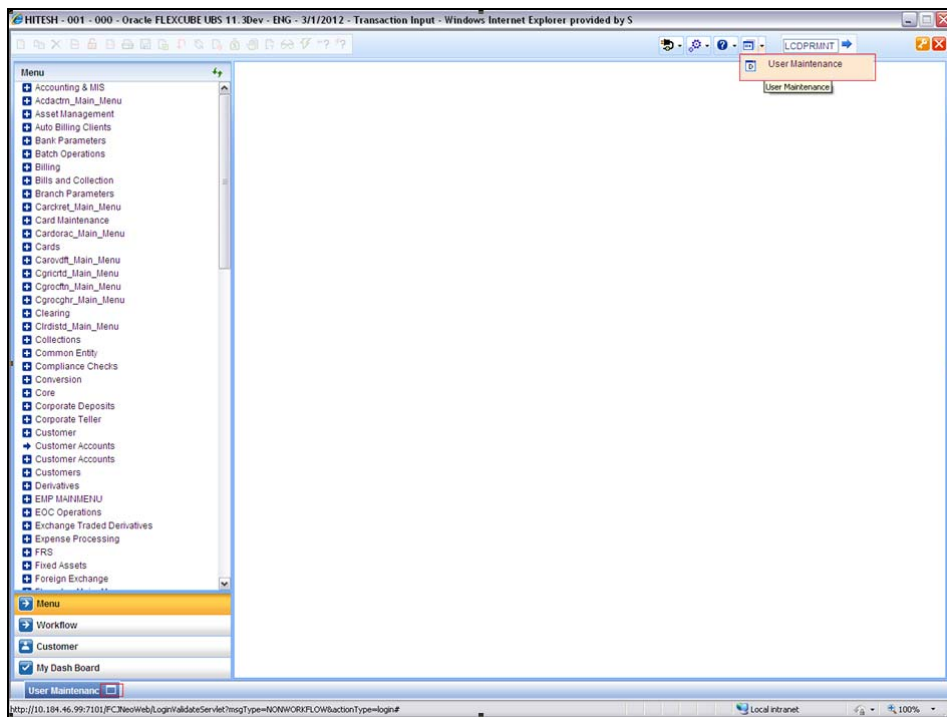 HITESH - 001 - 000 - Oracle FLEXCUBE UBS 11.3Dev - ENG - 3/1/2012 - Transaction Input - Windows Internet Explorer provided by S
LCDPRMNT
User Maintenance
User Maintenance
Menu
Accounting & MIS
Acdactrn_Main_Menu
Asset Management
Auto Billing Clients
Bank Parameters
Batch Operations
Billing
Bills and Collection
Branch Parameters
Carckret_Main_Menu
Card Maintenance
Cardorac_Main_Menu
Cards
Carovdft_Main_Menu
Cgricrtd_Main_Menu
Cgrocftn_Main_Menu
Cgrocghr_Main_Menu
Clearing
Clrdistd_Main_Menu
Collections
Common Entity
Compliance Checks
Conversion
Core
Corporate Deposits
Corporate Teller
Customer
Customer Accounts
Customer Accounts
Customers
Derivatives
EMP MAINMENU
EOC Operations
Exchange Traded Derivatives
Expense Processing
FRS
Fixed Assets
Foreign Exchange
Menu
Workflow
Customer
My Dash Board
User Maintenanc
http://10.184.46.99:7101/FCJNeoWeb/LoginValidateServlet?msgType=NONWORKFLOW&actionType=login#
Local intranet
100%